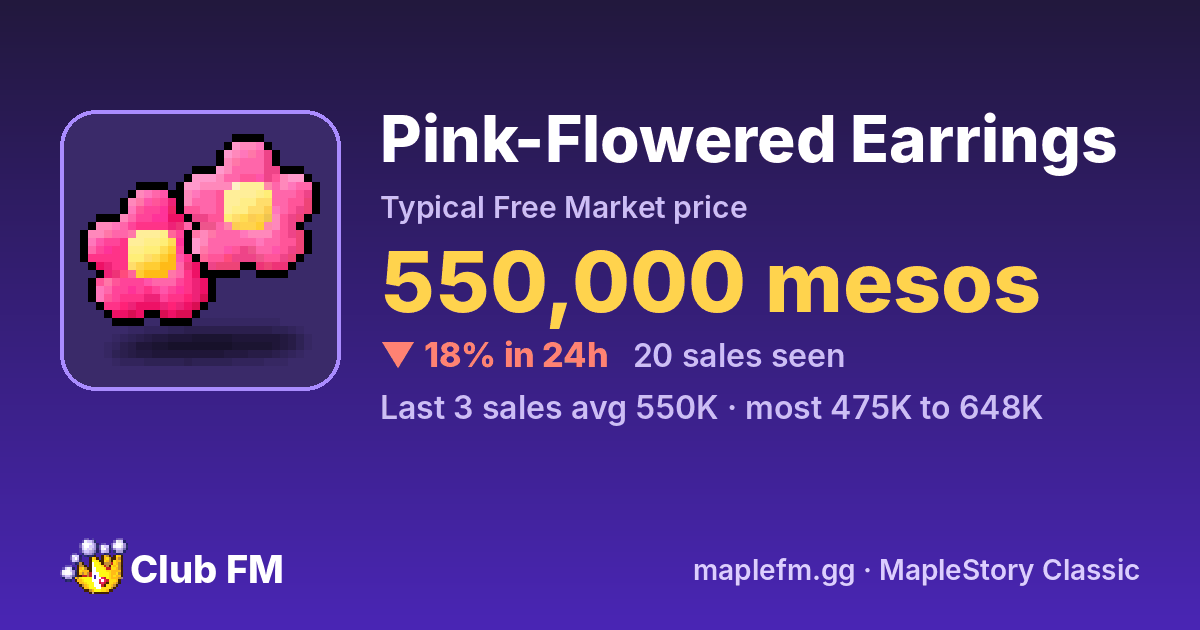 Pink-Flowered Earrings
Typical Free Market price
550,000 mesos
▼ 18% in 24h 20 sales seen
Last 3 sales avg 550K · most 475K to 648K
Club FM
maplefm.gg · MapleStory Classic